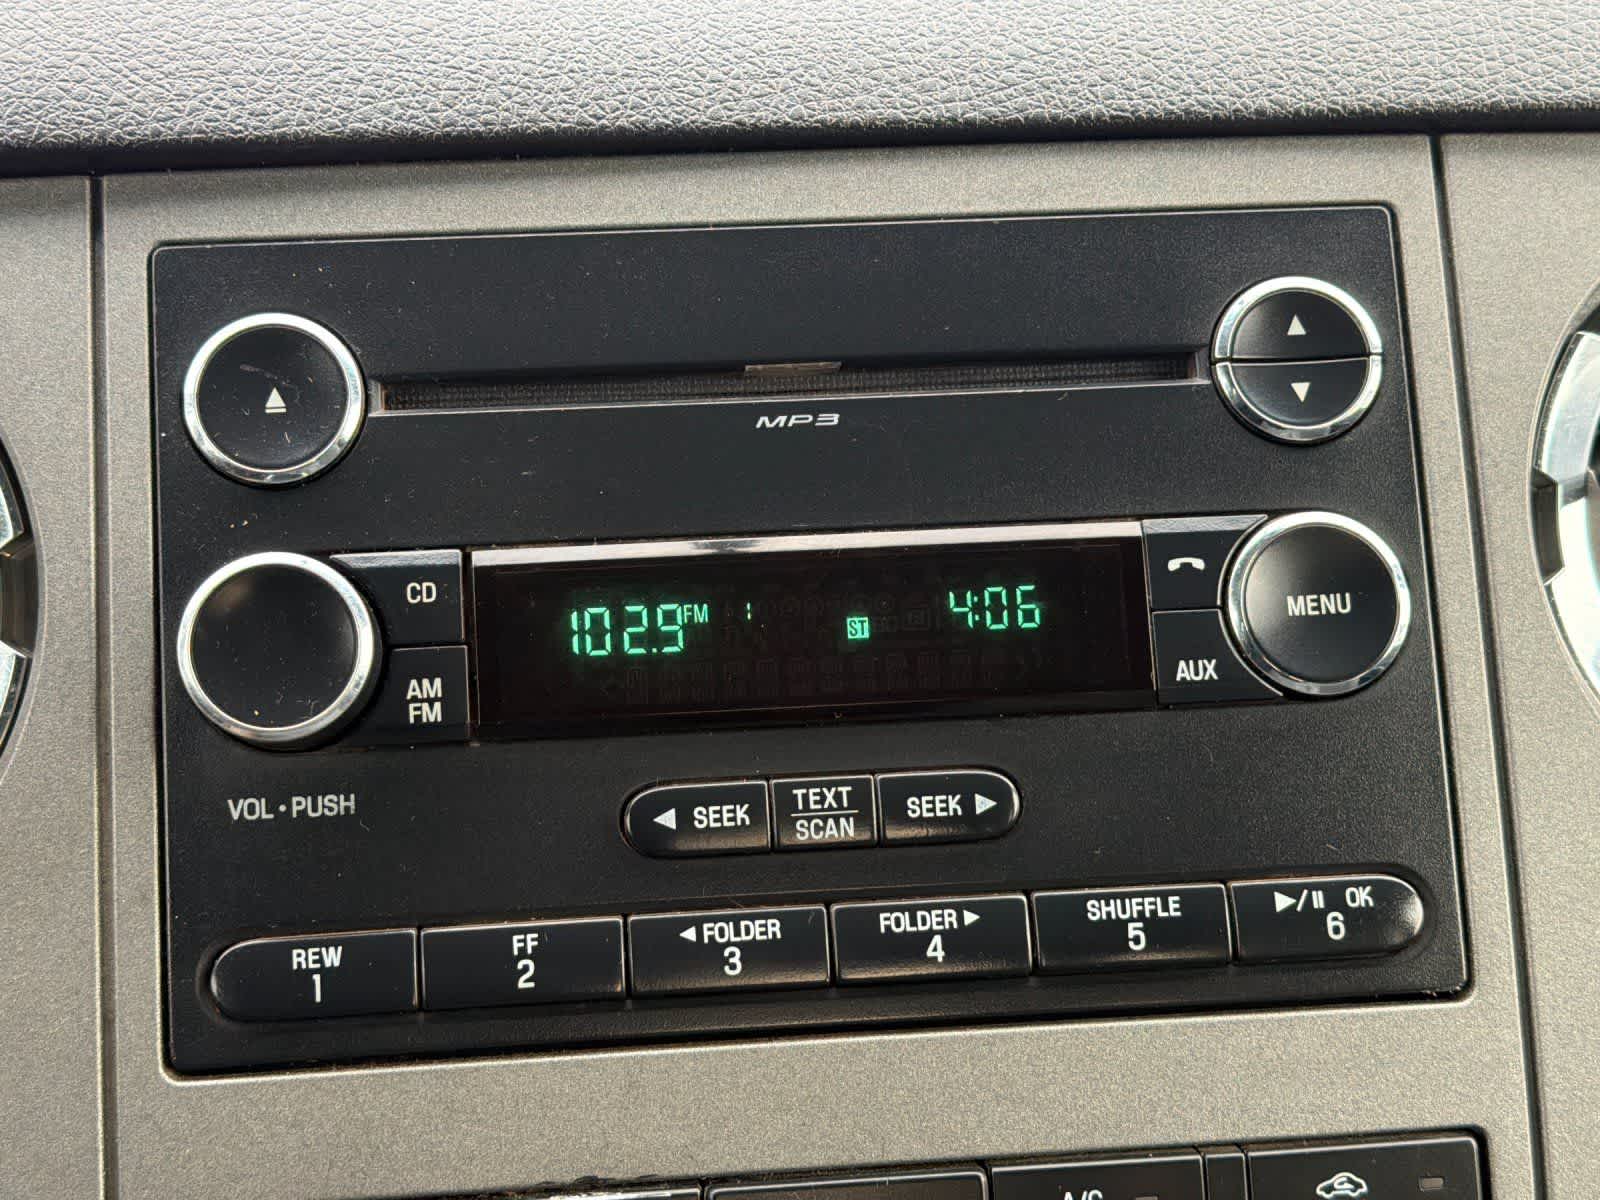 MP3
CD
AM
FM
102.9 FM 1 ST 4:06
MENU
AUX
VOL • PUSH
◀ SEEK
TEXT
SCAN
SEEK ▶
REW
1
FF
2
◀ FOLDER
3
FOLDER ▶
4
SHUFFLE
5
▶/II OK
6
A/C